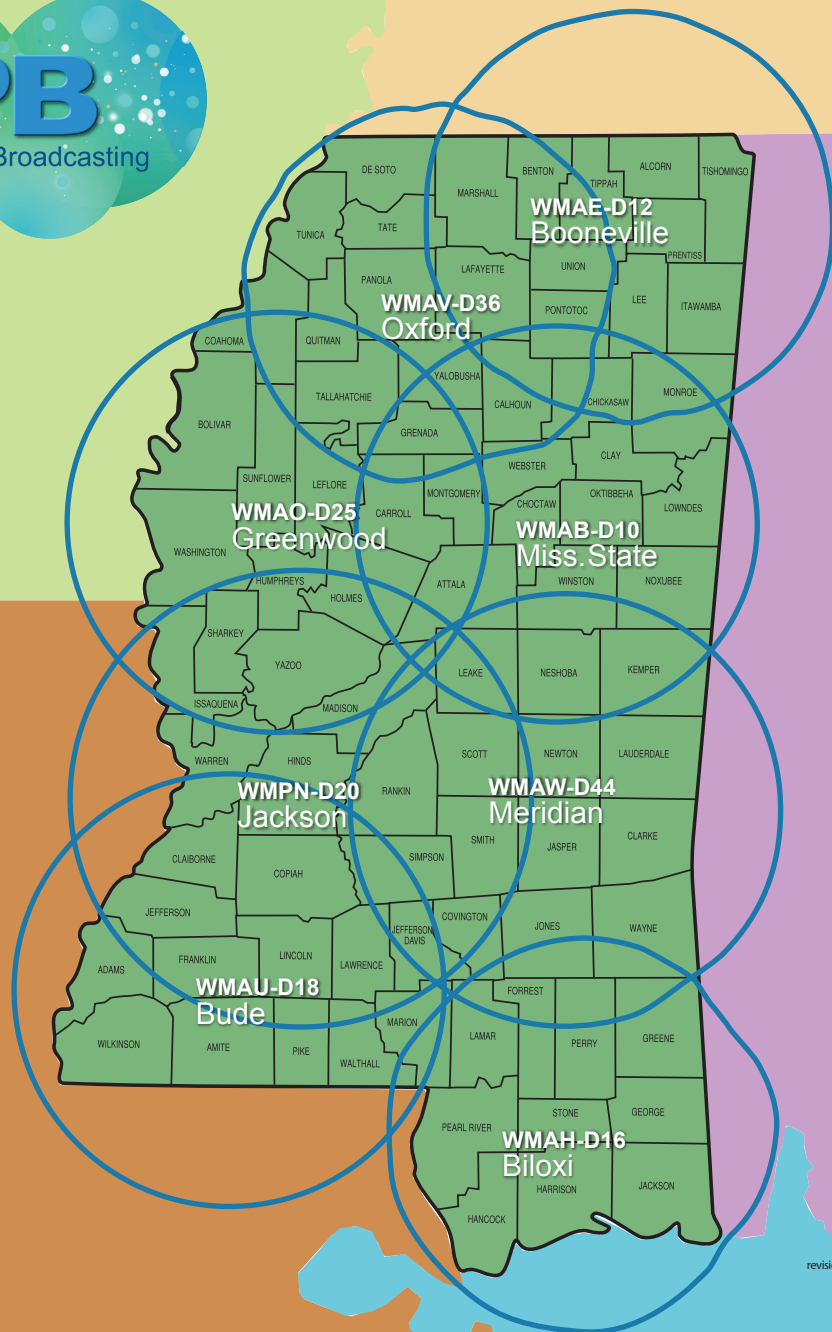 PB
Broadcasting
DE SOTO
BENTON
ALCORN
TIPPAH
TISHOMINGO
MARSHALL
WMAE-D12
Booneville
TUNICA
TATE
PRENTISS
LAFAYETTE
UNION
PANOLA
WMAV-D36
Oxford
PONTOTOC
LEE
ITAWAMBA
COAHOMA
QUITMAN
YALOBUSHA
TALLAHATCHIE
CALHOUN
CHICKASAW
MONROE
BOLIVAR
GRENADA
CLAY
WEBSTER
SUNFLOWER
LEFLORE
MONTGOMERY
OKTIBBEHA
CHOCTAW
LOWNDES
WMAO-D25
Greenwood
CARROLL
WMAB-D10
Miss.State
WASHINGTON
HUMPHREYS
HOLMES
ATTALA
WINSTON
NOXUBEE
SHARKEY
YAZOO
LEAKE
NESHOBA
KEMPER
ISSAQUENA
MADISON
WARREN
HINDS
SCOTT
NEWTON
LAUDERDALE
WMPN-D20
Jackson
RANKIN
WMAW-D44
Meridian
SMITH
JASPER
CLARKE
CLAIBORNE
COPIAH
SIMPSON
JEFFERSON
JEFFERSON
DAVIS
COVINGTON
JONES
WAYNE
ADAMS
FRANKLIN
LINCOLN
LAWRENCE
WMAU-D18
Bude
FORREST
MARION
WILKINSON
AMITE
PIKE
WALTHALL
LAMAR
PERRY
GREENE
PEARL RIVER
STONE
GEORGE
WMAH-D16
Biloxi
HARRISON
JACKSON
HANCOCK
revisi